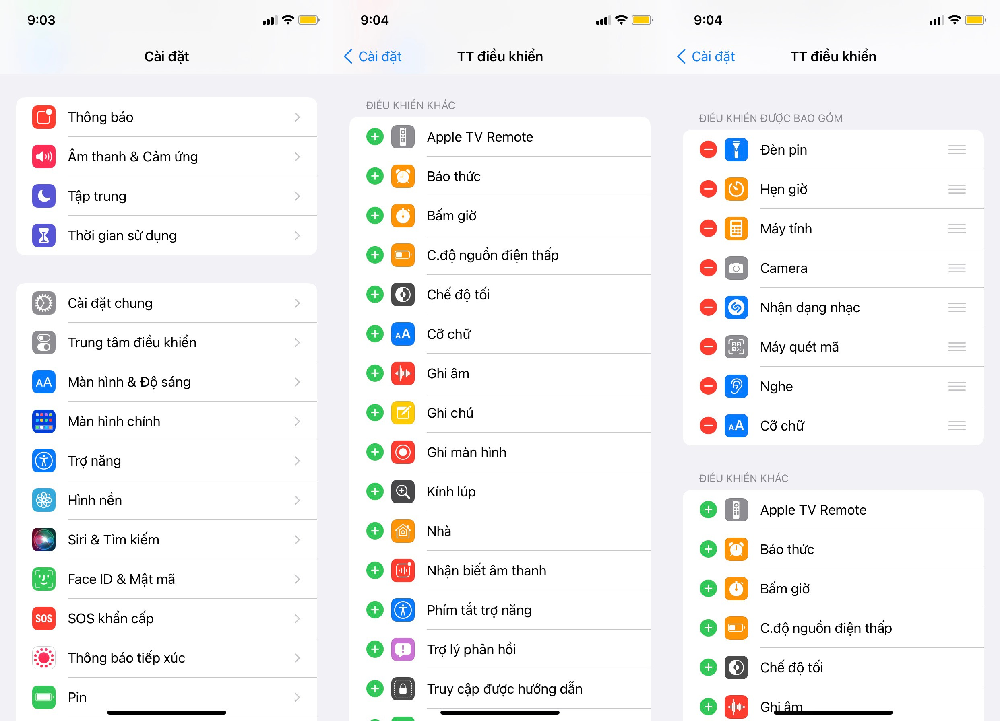 9:03
Cài đặt
Thông báo
Âm thanh & Cảm ứng
Tập trung
Thời gian sử dụng
Cài đặt chung
Trung tâm điều khiển
AA
Màn hình & Độ sáng
Màn hình chính
Trợ năng
Hình nền
Siri & Tìm kiếm
Face ID & Mật mã
SOS
SOS khẩn cấp
Thông báo tiếp xúc
Pin
9:04
Cài đặt
TT điều khiển
ĐIỀU KHIỂN KHÁC
Apple TV Remote
Báo thức
Bấm giờ
C.độ nguồn điện thấp
Chế độ tối
AA
Cỡ chữ
Ghi âm
Ghi chú
Ghi màn hình
Kính lúp
Nhà
Nhận biết âm thanh
Phím tắt trợ năng
Trợ lý phản hồi
Truy cập được hướng dẫn
9:04
Cài đặt
TT điều khiển
ĐIỀU KHIỂN ĐƯỢC BAO GỒM
Đèn pin
Hẹn giờ
Máy tính
Camera
Nhận dạng nhạc
Máy quét mã
Nghe
AA
Cỡ chữ
ĐIỀU KHIỂN KHÁC
Apple TV Remote
Báo thức
Bấm giờ
C.độ nguồn điện thấp
Chế độ tối
Ghi âm